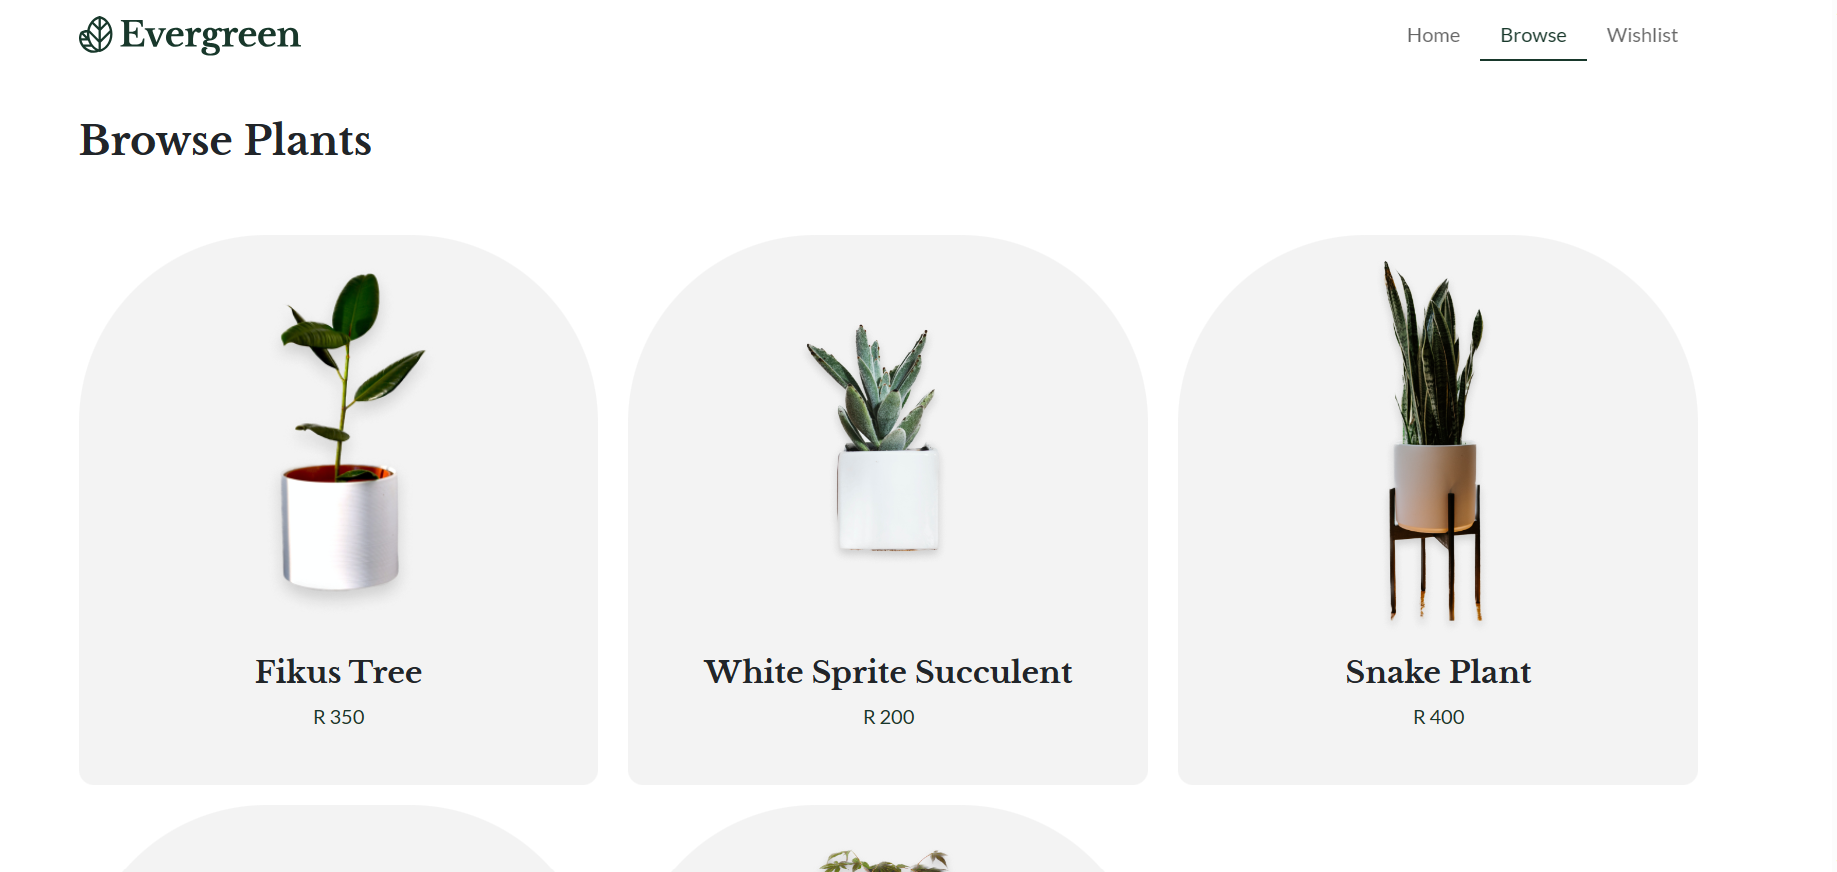 Evergreen
Home Browse Wishlist
Browse Plants
Fikus Tree
R 350
White Sprite Succulent
R 200
Snake Plant
R 400